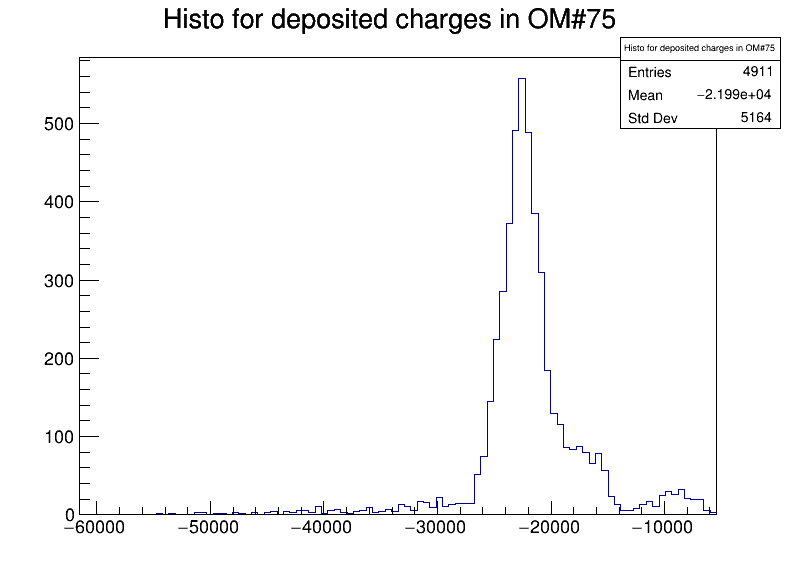 Histo for deposited charges in OM#75
Histo for deposited charges in OM#75
Entries 4911
Mean −2.199e+04
Std Dev 5164
500
400
300
200
100
0
−60000 −50000 −40000 −30000 −20000 −10000